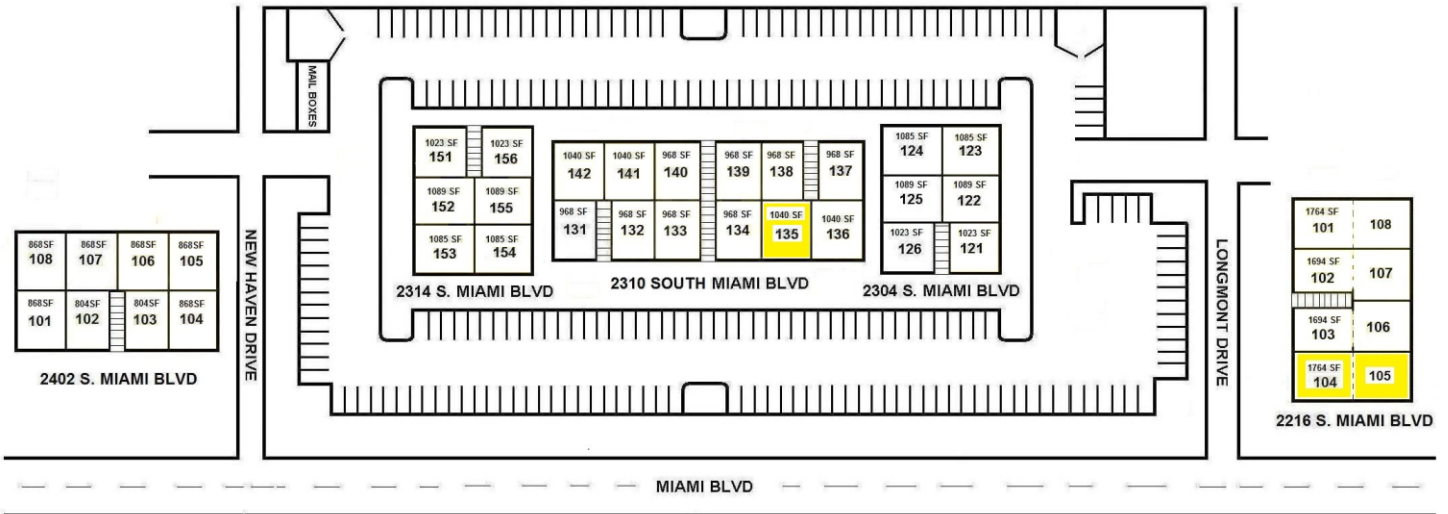 MAIL BOXES
1023 SF
151
1023 SF
156
1089 SF
152
1089 SF
155
1085 SF
153
1085 SF
154
2314 S. MIAMI BLVD
1040 SF
142
1040 SF
141
968 SF
140
968 SF
139
968 SF
138
968 SF
137
968 SF
131
968 SF
132
968 SF
133
968 SF
134
1040 SF
135
1040 SF
136
2310 SOUTH MIAMI BLVD
1085 SF
124
1085 SF
123
1089 SF
125
1089 SF
122
1023 SF
126
1023 SF
121
2304 S. MIAMI BLVD
868SF
108
868SF
107
868SF
106
868SF
105
868SF
101
804SF
102
804SF
103
868SF
104
2402 S. MIAMI BLVD
NEW HAVEN DRIVE
LONGMONT DRIVE
1764 SF
101
108
1694 SF
102
107
1694 SF
103
106
1764 SF
104
105
2216 S. MIAMI BLVD
MIAMI BLVD